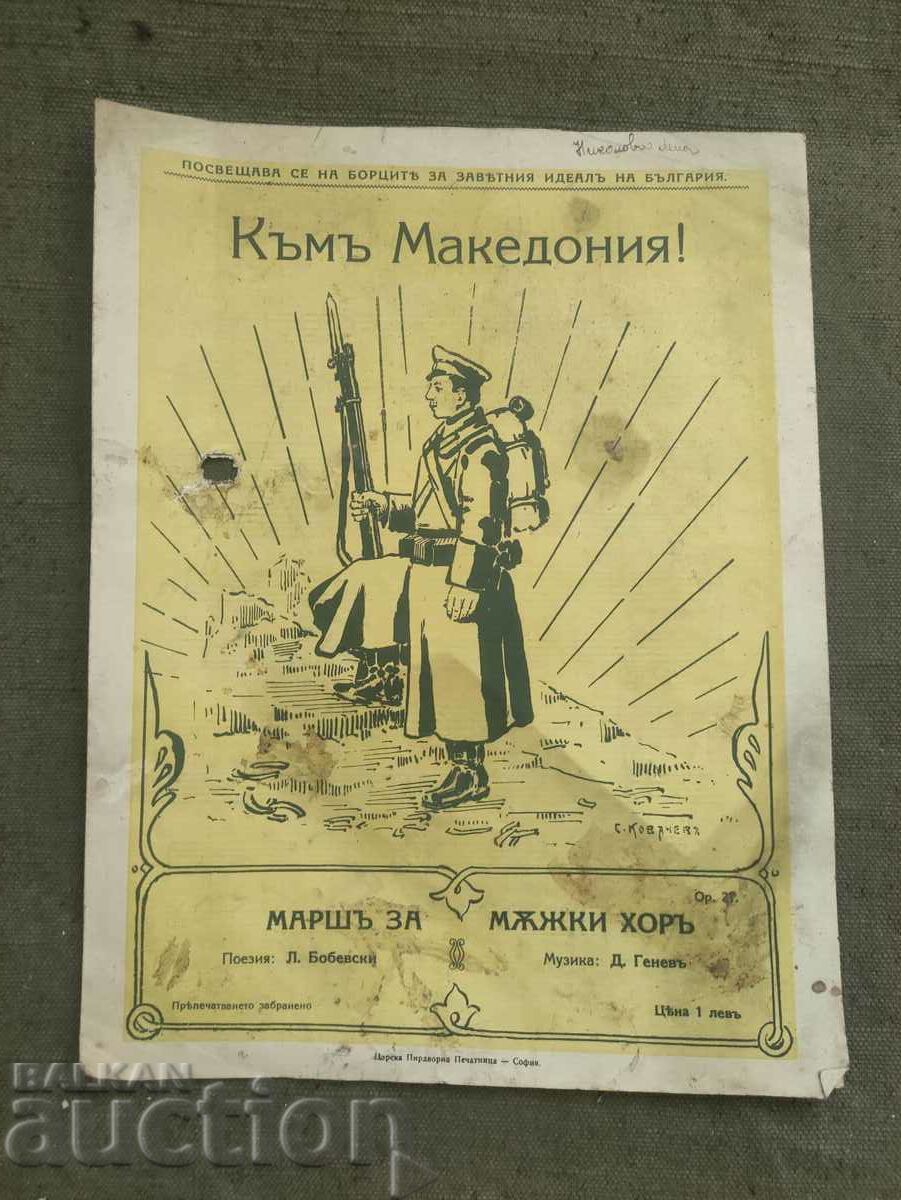 ПОСВЕЩАВА СЕ НА БОРЦИТѢ ЗА ЗАВѢТНИЯ ИДЕАЛЪ НА БЪЛГАРИЯ.
Къмъ Македония!
С. Ковачевъ
Op. 27.
МАРШЪ ЗА МѪЖКИ ХОРЪ
Поезия: Л. Бобевски Музика: Д. Геневъ
Прѣпечатването забранено Цѣна 1 левъ
Царска Придворна Печатница — София.
BALKAN
auction